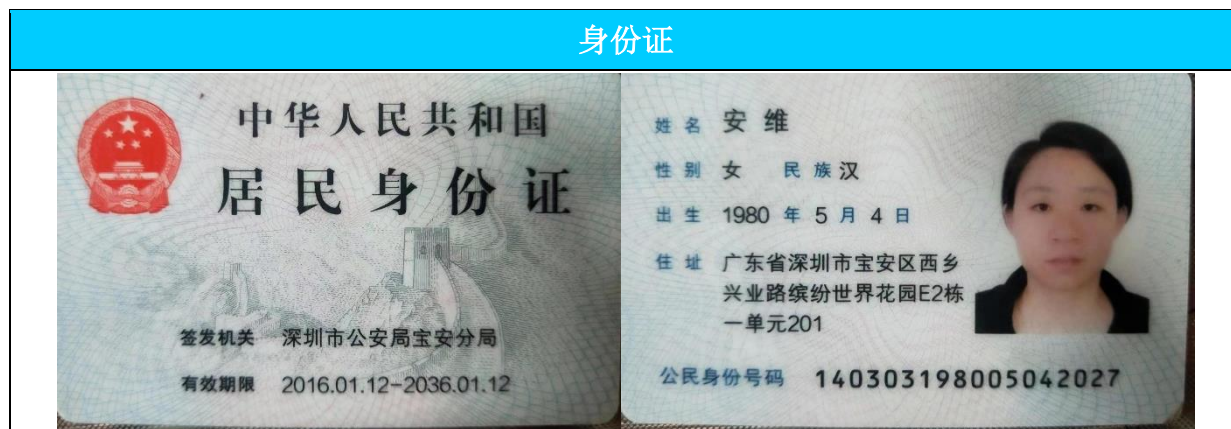 身份证
中华人民共和国
居民身份证
签发机关 深圳市公安局宝安分局
有效期限 2016.01.12-2036.01.12
姓名 安维
性别 女 民族 汉
出生 1980 年 5 月 4 日
住址 广东省深圳市宝安区西乡
兴业路缤纷世界花园E2栋
一单元201
公民身份号码 140303198005042027